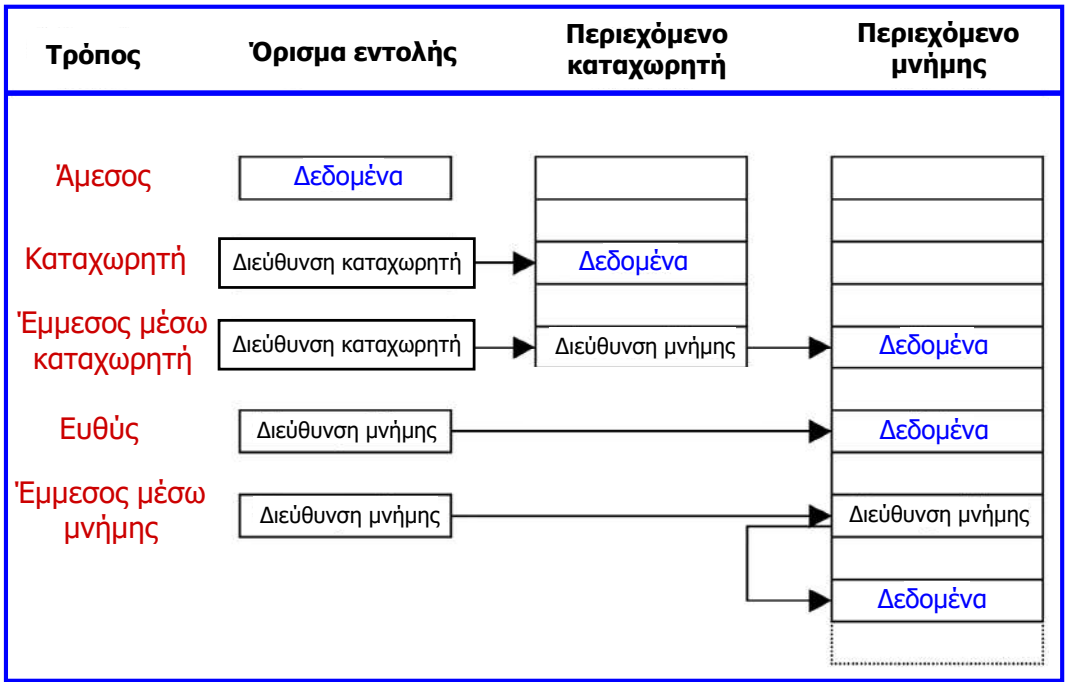 Τρόπος
Όρισμα εντολής
Περιεχόμενο
καταχωρητή
Περιεχόμενο
μνήμης
Άμεσος
Δεδομένα
Καταχωρητή
Διεύθυνση καταχωρητή
Δεδομένα
Έμμεσος μέσω
καταχωρητή
Διεύθυνση καταχωρητή
Διεύθυνση μνήμης
Δεδομένα
Ευθύς
Διεύθυνση μνήμης
Δεδομένα
Έμμεσος μέσω
μνήμης
Διεύθυνση μνήμης
Διεύθυνση μνήμης
Δεδομένα